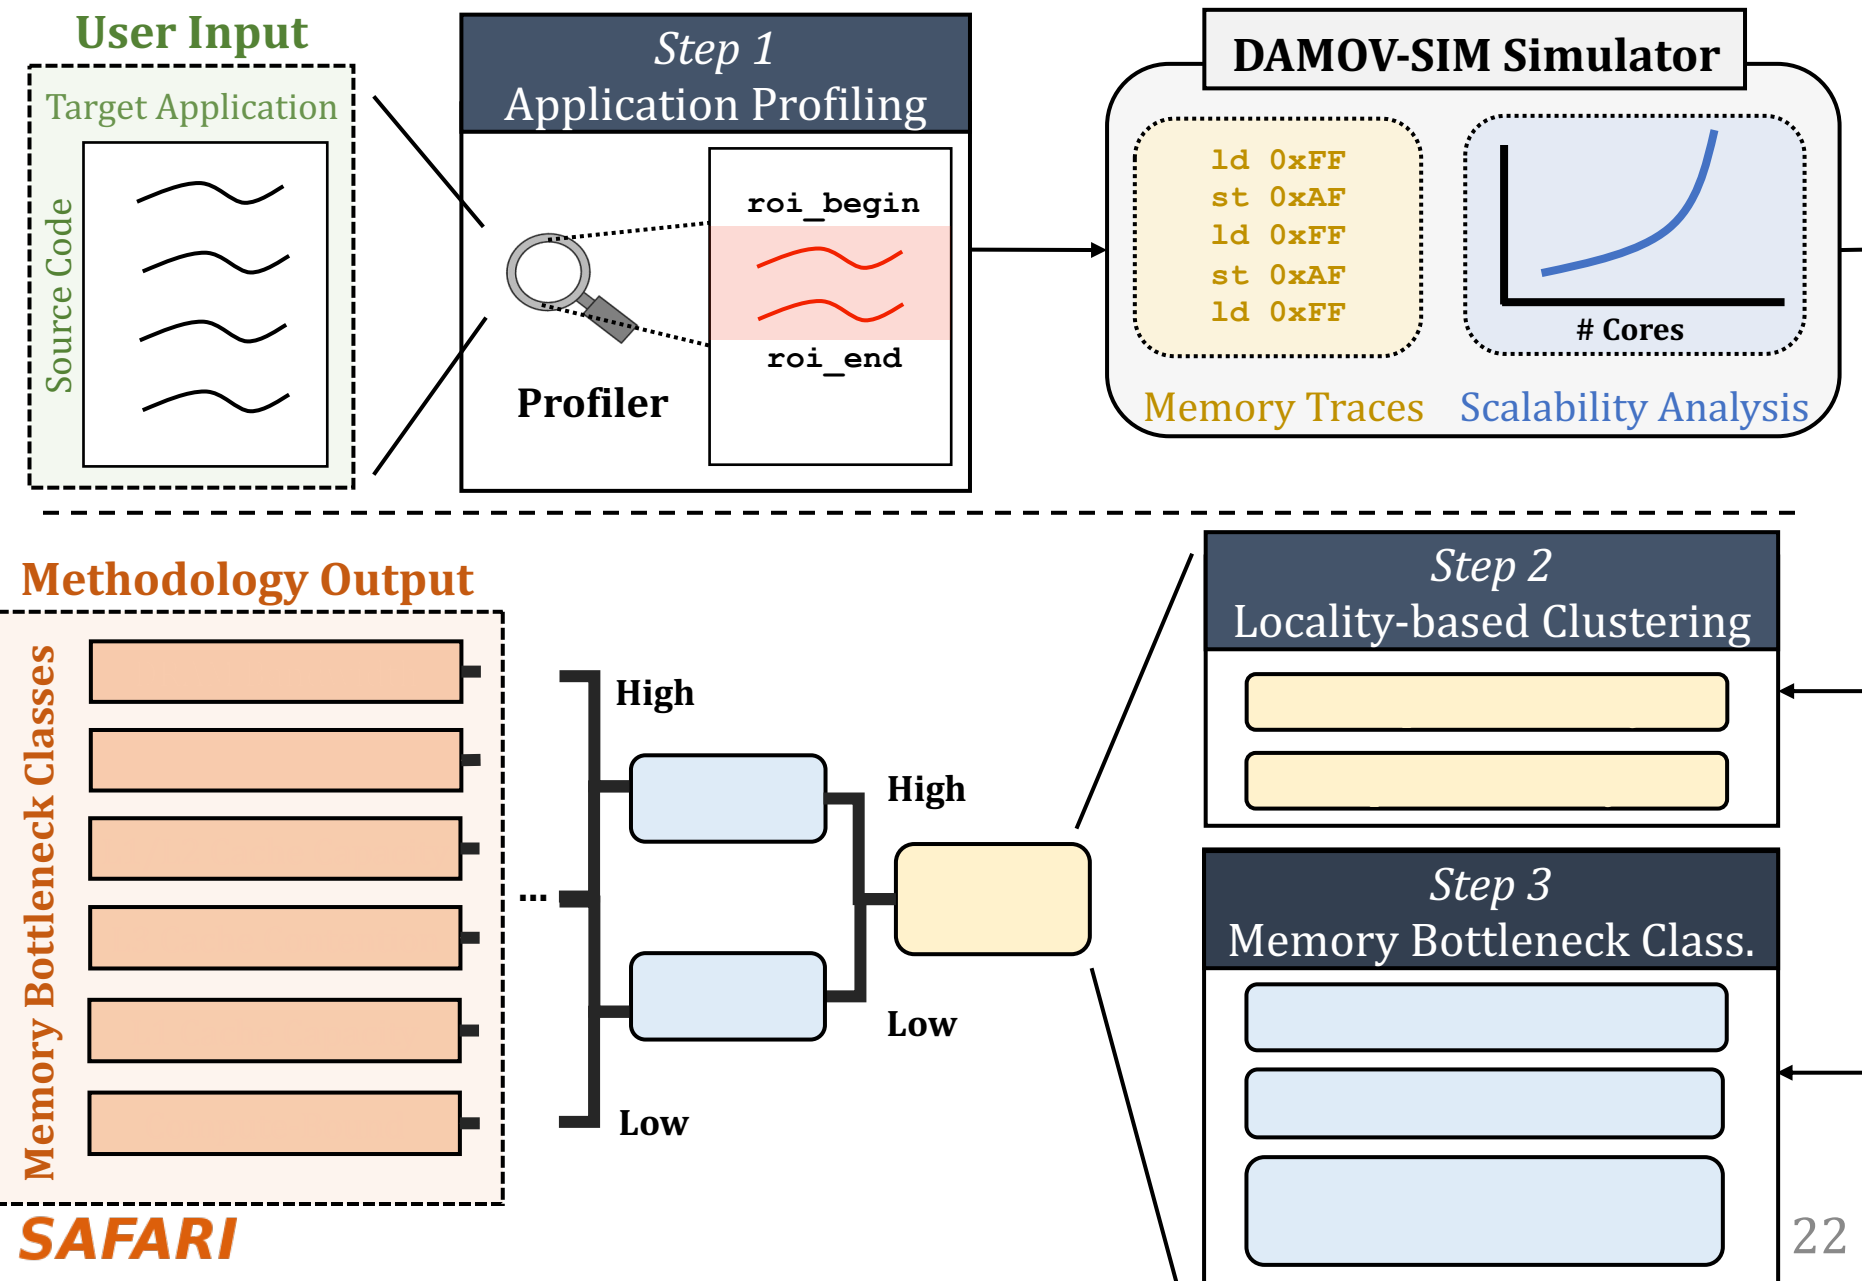 User Input
Target Application
Source Code
Step 1
Application Profiling
roi_begin
roi_end
Profiler
DAMOV-SIM Simulator
ld 0xFF
st 0xAF
ld 0xFF
st 0xAF
ld 0xFF
Memory Traces
# Cores
Scalability Analysis
Methodology Output
Memory Bottleneck Classes
...
High
Low
High
Low
Step 2
Locality-based Clustering
Step 3
Memory Bottleneck Class.
SAFARI
22